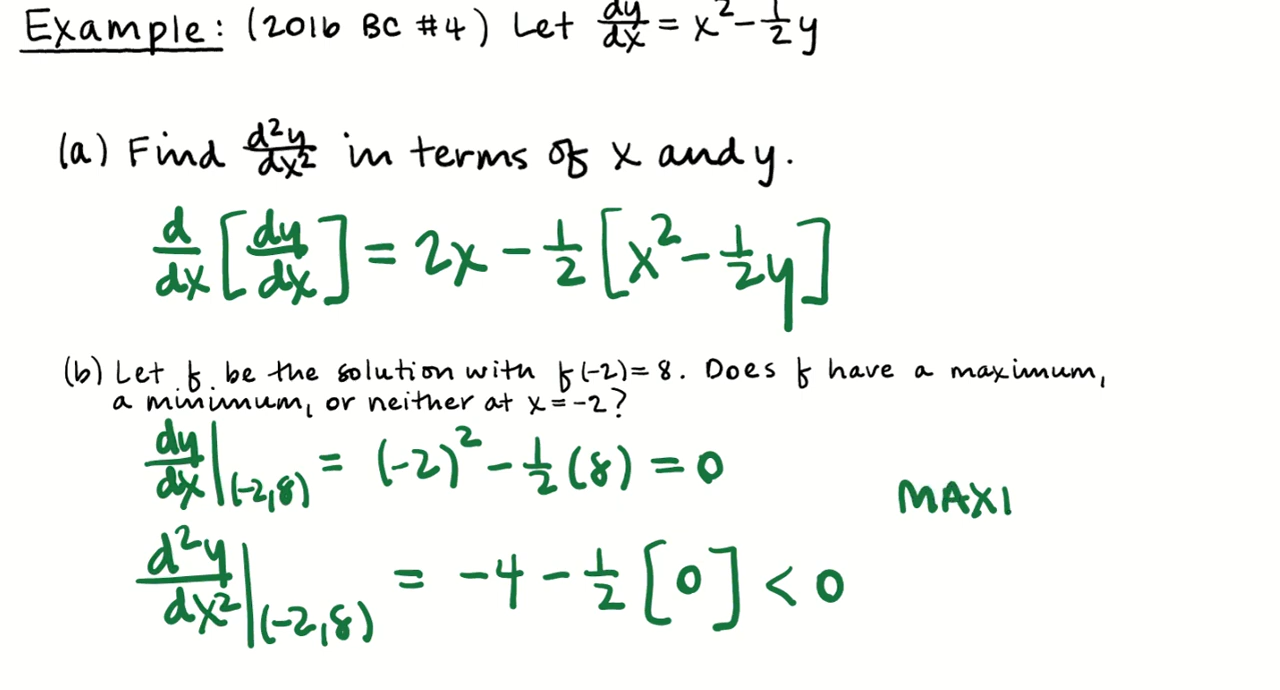 Example: (2016 BC #4) Let dy/dx = x² - 1/2 y
(a) Find d²y/dx² in terms of x and y.
d/dx [dy/dx] = 2x - 1/2 [x² - 1/2 y]
(b) Let f be the solution with f(-2) = 8. Does f have a maximum,
a minimum, or neither at x = -2?
dy/dx |(-2,8) = (-2)² - 1/2 (8) = 0
MAXI
d²y/dx² |(-2,8) = -4 - 1/2 [0] < 0